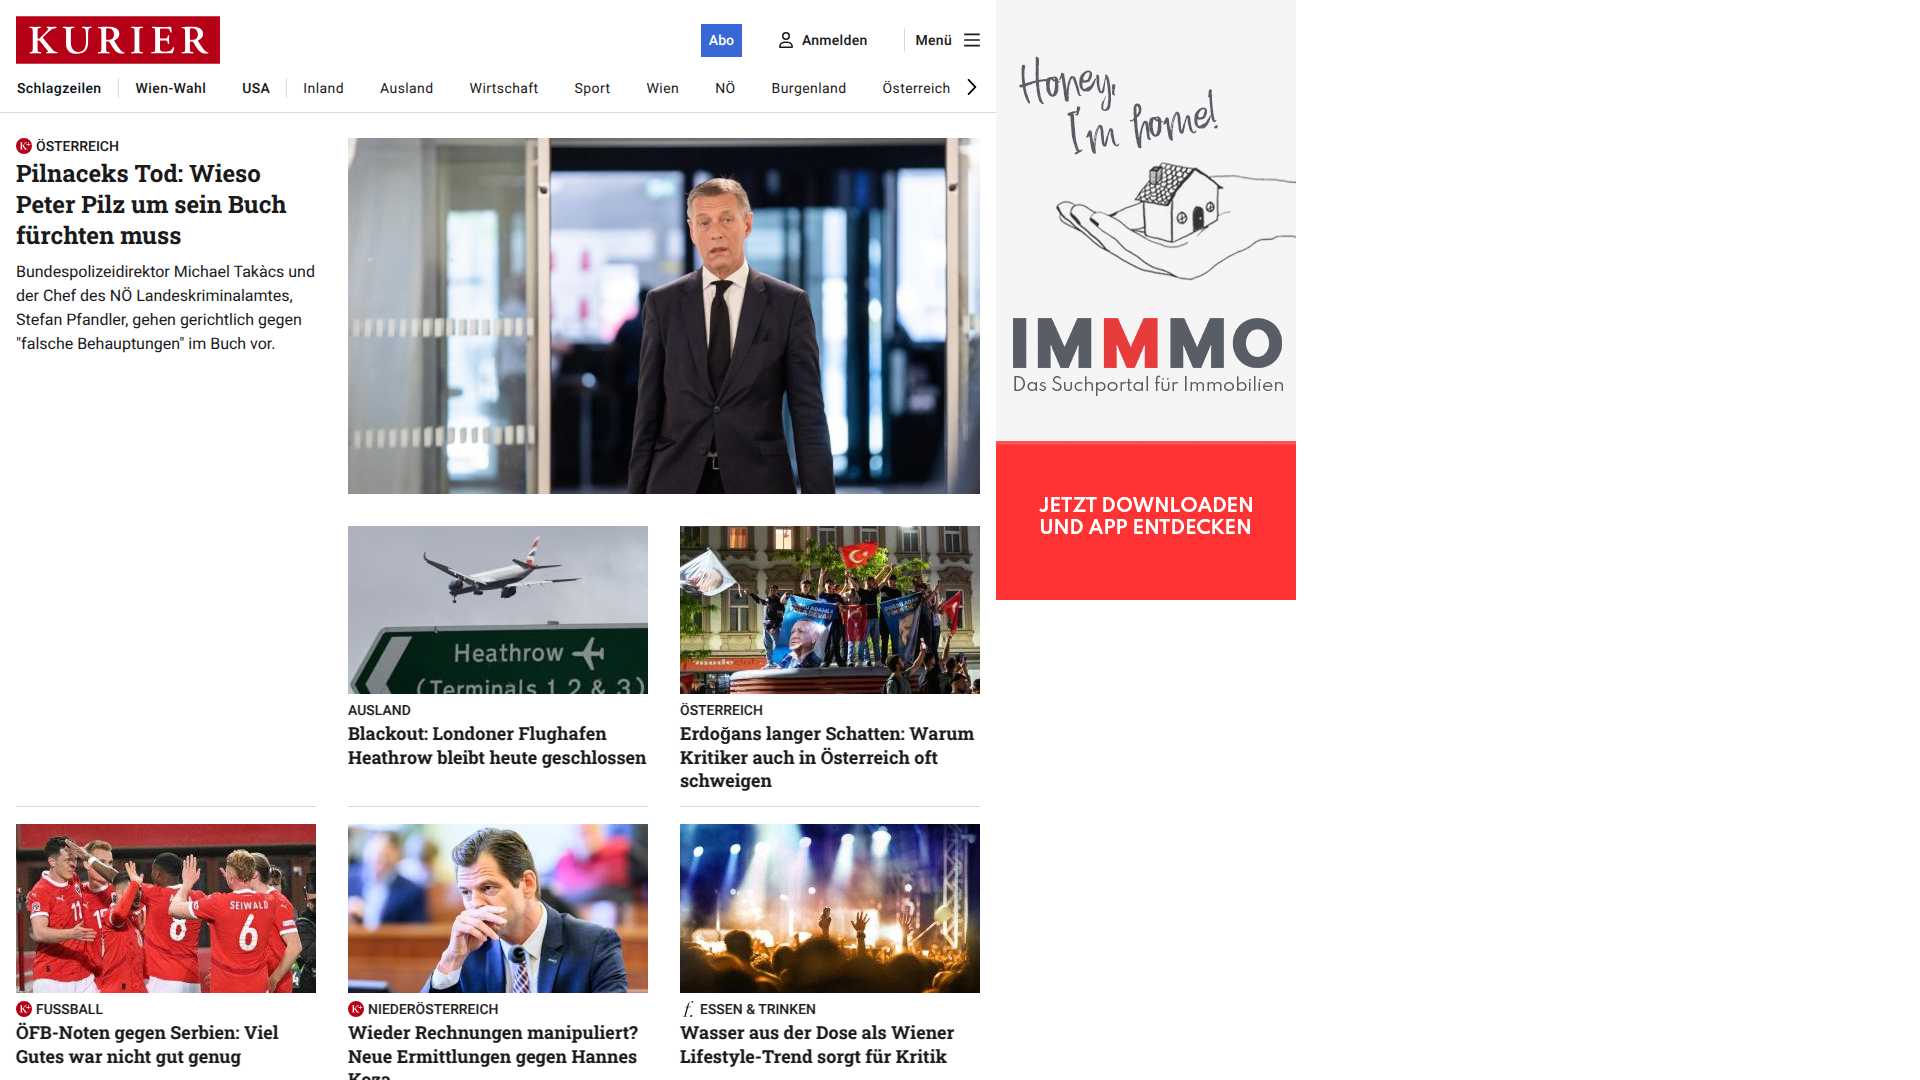 KURIER
Abo
Anmelden
Menü
Schlagzeilen
Wien-Wahl
USA
Inland
Ausland
Wirtschaft
Sport
Wien
NÖ
Burgenland
Österreich
K+ ÖSTERREICH
Pilnaceks Tod: Wieso
Peter Pilz um sein Buch
fürchten muss
Bundespolizeidirektor Michael Takàcs und
der Chef des NÖ Landeskriminalamtes,
Stefan Pfandler, gehen gerichtlich gegen
"falsche Behauptungen" im Buch vor.
Honey,
I'm home!
IMMMO
Das Suchportal für Immobilien
JETZT DOWNLOADEN
UND APP ENTDECKEN
Heathrow
(Terminals 1 2 & 3)
AUSLAND
Blackout: Londoner Flughafen
Heathrow bleibt heute geschlossen
ÖSTERREICH
Erdoğans langer Schatten: Warum
Kritiker auch in Österreich oft
schweigen
11
8
SEIWALD
6
K+ FUSSBALL
ÖFB-Noten gegen Serbien: Viel
Gutes war nicht gut genug
K+ NIEDERÖSTERREICH
Wieder Rechnungen manipuliert?
Neue Ermittlungen gegen Hannes
Koza
f. ESSEN & TRINKEN
Wasser aus der Dose als Wiener
Lifestyle-Trend sorgt für Kritik